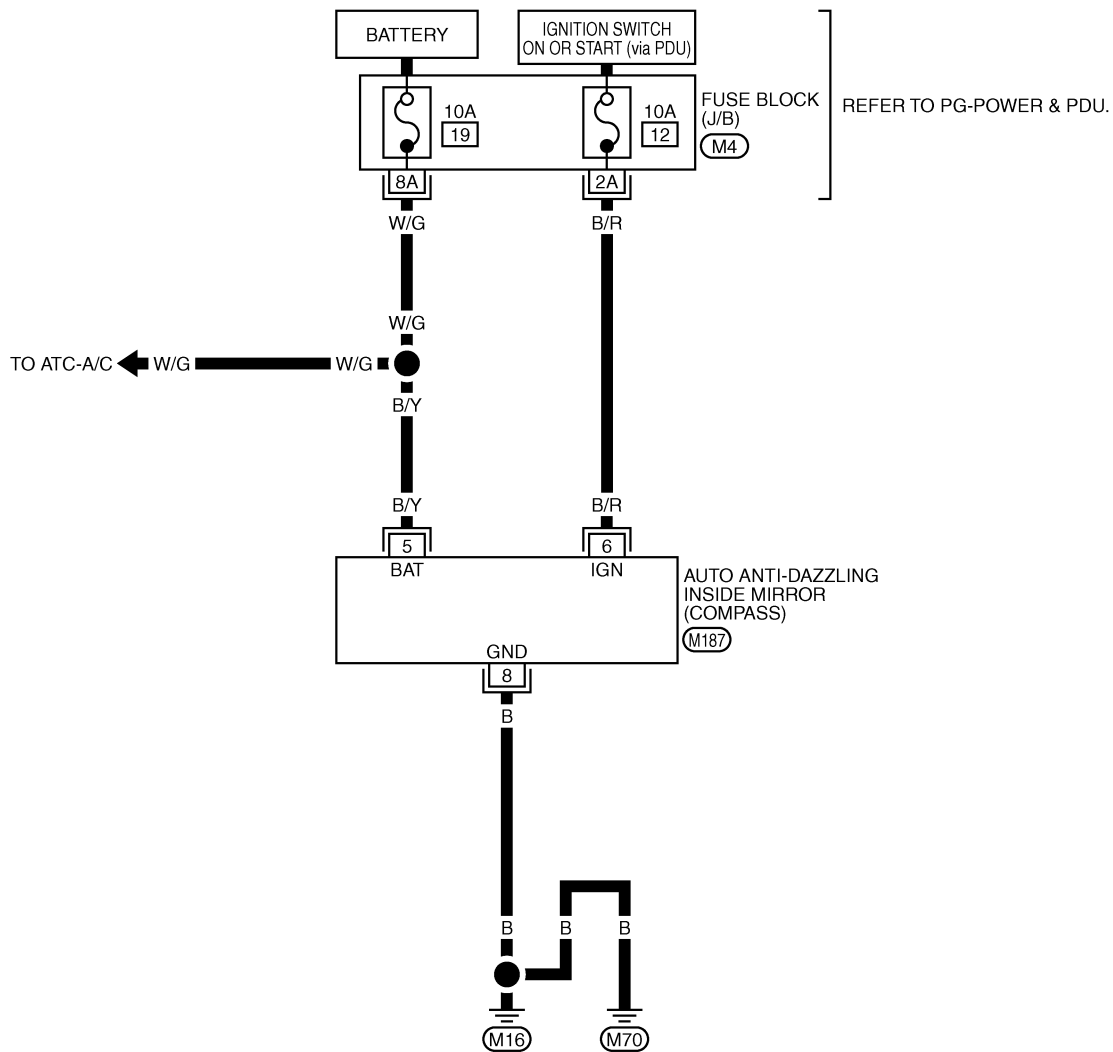 BATTERY
IGNITION SWITCH
ON OR START (via PDU)
10A
19
10A
12
FUSE BLOCK
(J/B)
M4
REFER TO PG-POWER & PDU.
8A
2A
W/G
B/R
W/G
TO ATC-A/C
W/G
W/G
B/Y
B/Y
B/R
5
6
BAT
IGN
AUTO ANTI-DAZZLING
INSIDE MIRROR
(COMPASS)
M187
GND
8
B
B
B
B
M16
M70